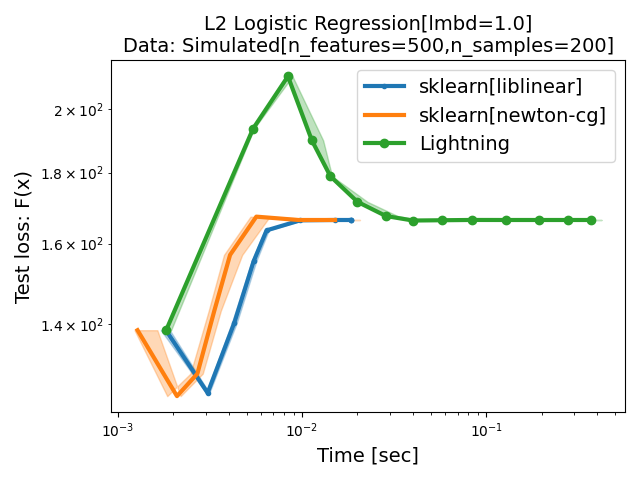 L2 Logistic Regression[lmbd=1.0]
Data: Simulated[n_features=500,n_samples=200]
sklearn[liblinear]
sklearn[newton-cg]
Lightning
Test loss: F(x)
2 × 10²
1.8 × 10²
1.6 × 10²
1.4 × 10²
10⁻³
10⁻²
10⁻¹
Time [sec]